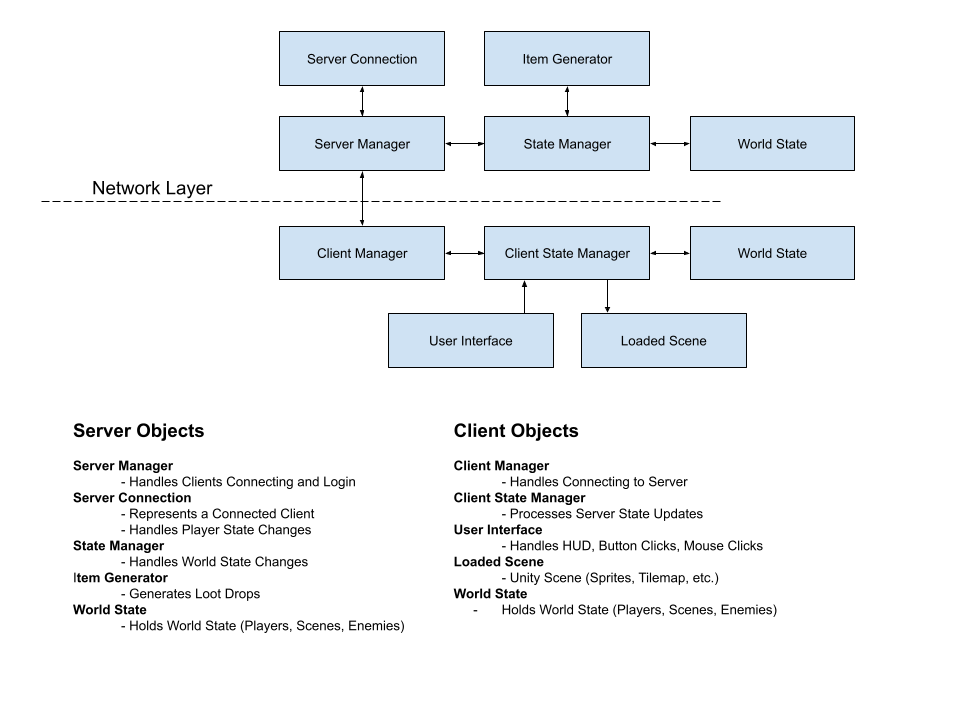 Server Connection
Item Generator
Server Manager
State Manager
World State
Network Layer
Client Manager
Client State Manager
World State
User Interface
Loaded Scene
Server Objects
Server Manager
- Handles Clients Connecting and Login
Server Connection
- Represents a Connected Client
- Handles Player State Changes
State Manager
- Handles World State Changes
Item Generator
- Generates Loot Drops
World State
- Holds World State (Players, Scenes, Enemies)
Client Objects
Client Manager
- Handles Connecting to Server
Client State Manager
- Processes Server State Updates
User Interface
- Handles HUD, Button Clicks, Mouse Clicks
Loaded Scene
- Unity Scene (Sprites, Tilemap, etc.)
World State
- Holds World State (Players, Scenes, Enemies)